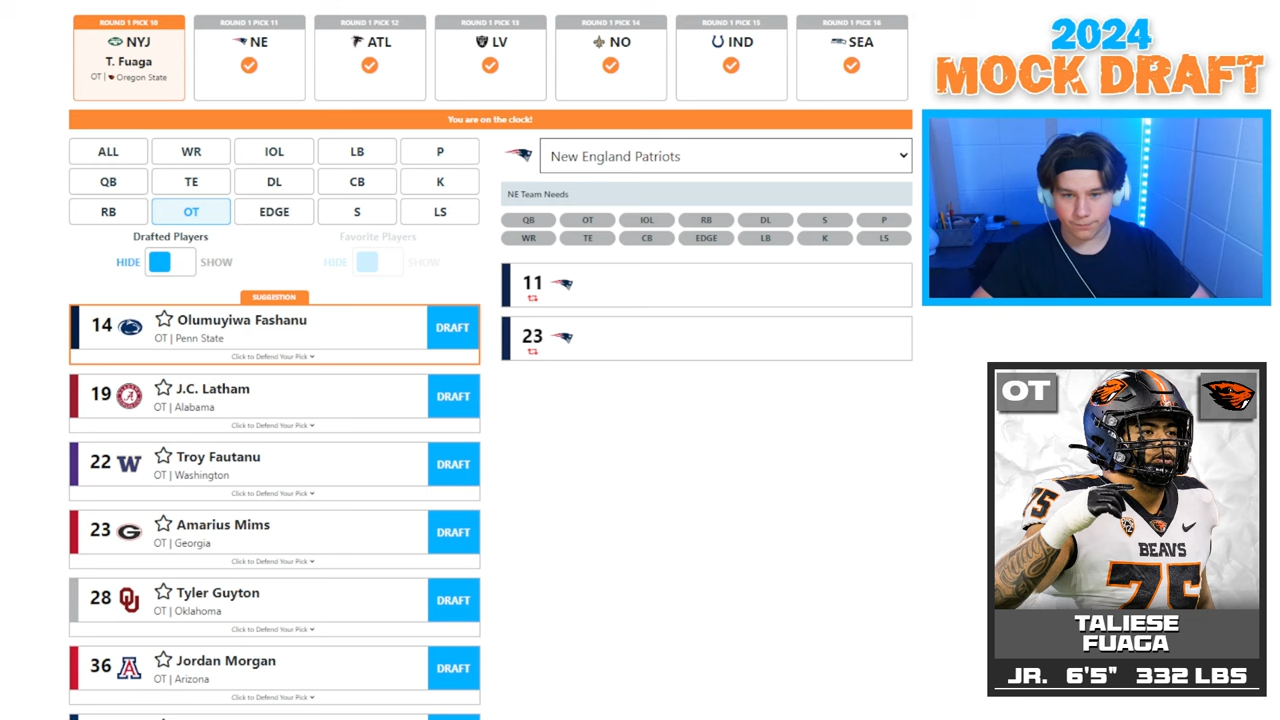 ROUND 1 PICK 10
NYJ
T. Fuaga
OT | Oregon State
ROUND 1 PICK 11
NE
ROUND 1 PICK 12
ATL
ROUND 1 PICK 13
LV
ROUND 1 PICK 14
NO
ROUND 1 PICK 15
IND
ROUND 1 PICK 16
SEA
You are on the clock!
ALL WR IOL LB P
QB TE DL CB K
RB OT EDGE S LS
Drafted Players
HIDE SHOW
Favorite Players
HIDE SHOW
SUGGESTION
14 Olumuyiwa Fashanu
OT | Penn State
DRAFT
Click to Defend Your Pick
19 J.C. Latham
OT | Alabama
DRAFT
Click to Defend Your Pick
22 W Troy Fautanu
OT | Washington
DRAFT
Click to Defend Your Pick
23 G Amarius Mims
OT | Georgia
DRAFT
Click to Defend Your Pick
28 OU Tyler Guyton
OT | Oklahoma
DRAFT
Click to Defend Your Pick
36 A Jordan Morgan
OT | Arizona
DRAFT
Click to Defend Your Pick
New England Patriots
NE Team Needs
QB OT IOL RB DL S P
WR TE CB EDGE LB K LS
11
23
2024
MOCK DRAFT
OT
75
BEAVS
75
TALIESE
FUAGA
JR. 6'5" 332 LBS